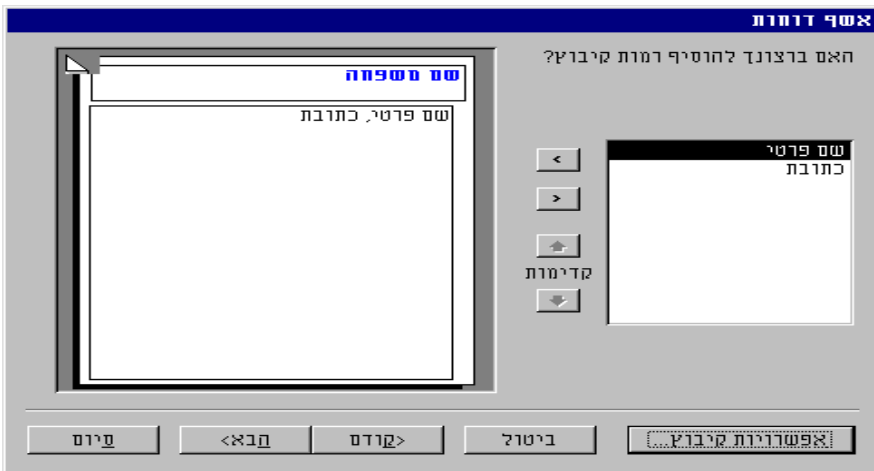 אשף דוחות
האם ברצונך להוסיף רמות קיבוץ?
שם פרטי
כתובת
<
<
קדימות
שם משפחה
שם פרטי, כתובת
אפשרויות קיבוץ...
ביטול
<קודם
הבא>
סיום